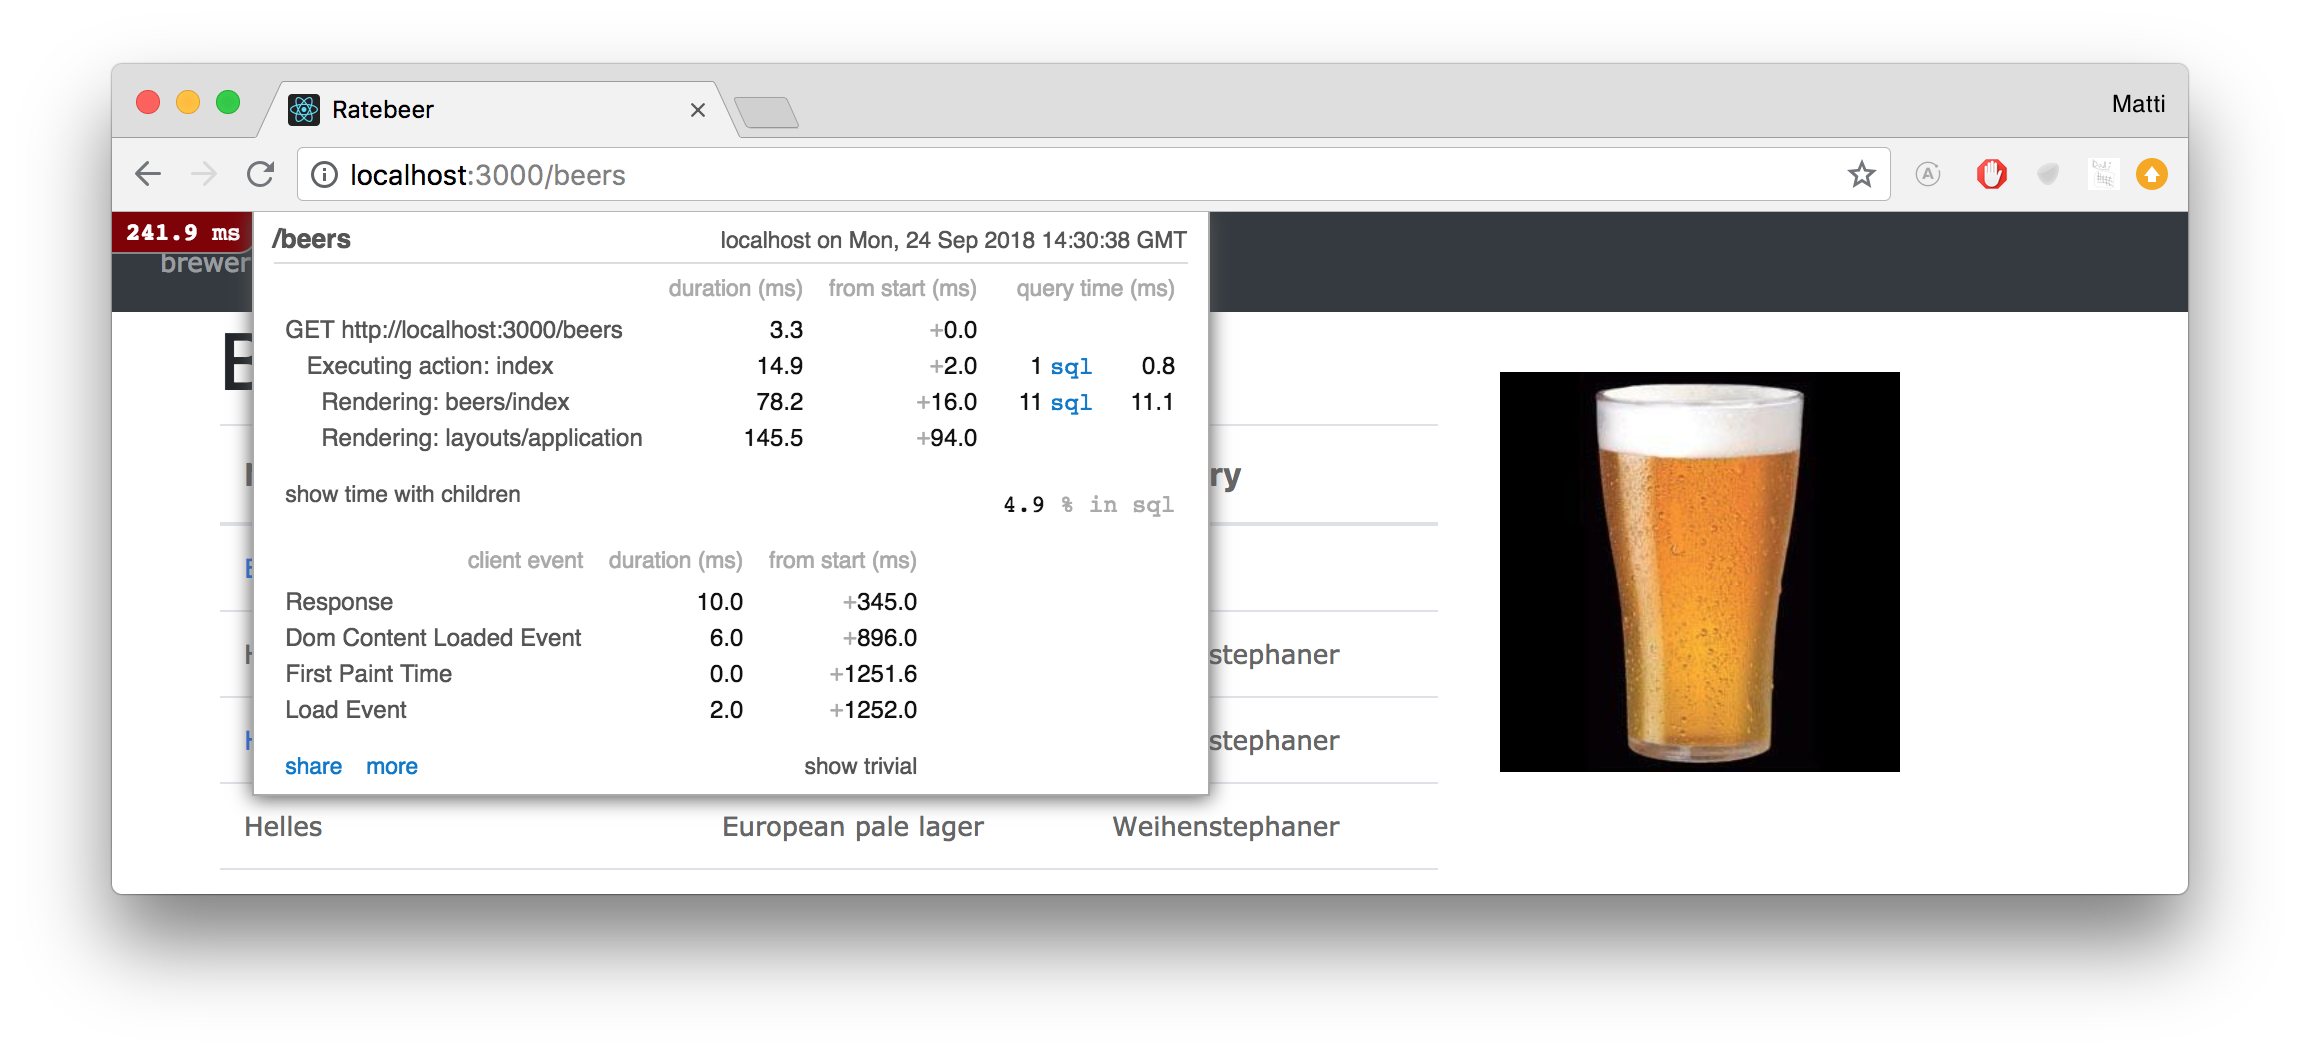 Ratebeer
Matti
localhost:3000/beers
241.9 ms
brewer
/beers localhost on Mon, 24 Sep 2018 14:30:38 GMT
duration (ms) from start (ms) query time (ms)
GET http://localhost:3000/beers 3.3 +0.0
Executing action: index 14.9 +2.0 1 sql 0.8
Rendering: beers/index 78.2 +16.0 11 sql 11.1
Rendering: layouts/application 145.5 +94.0
ry
show time with children
4.9 % in sql
client event duration (ms) from start (ms)
Response 10.0 +345.0
Dom Content Loaded Event 6.0 +896.0
stephaner
First Paint Time 0.0 +1251.6
Load Event 2.0 +1252.0
stephaner
share more show trivial
Helles European pale lager Weihenstephaner